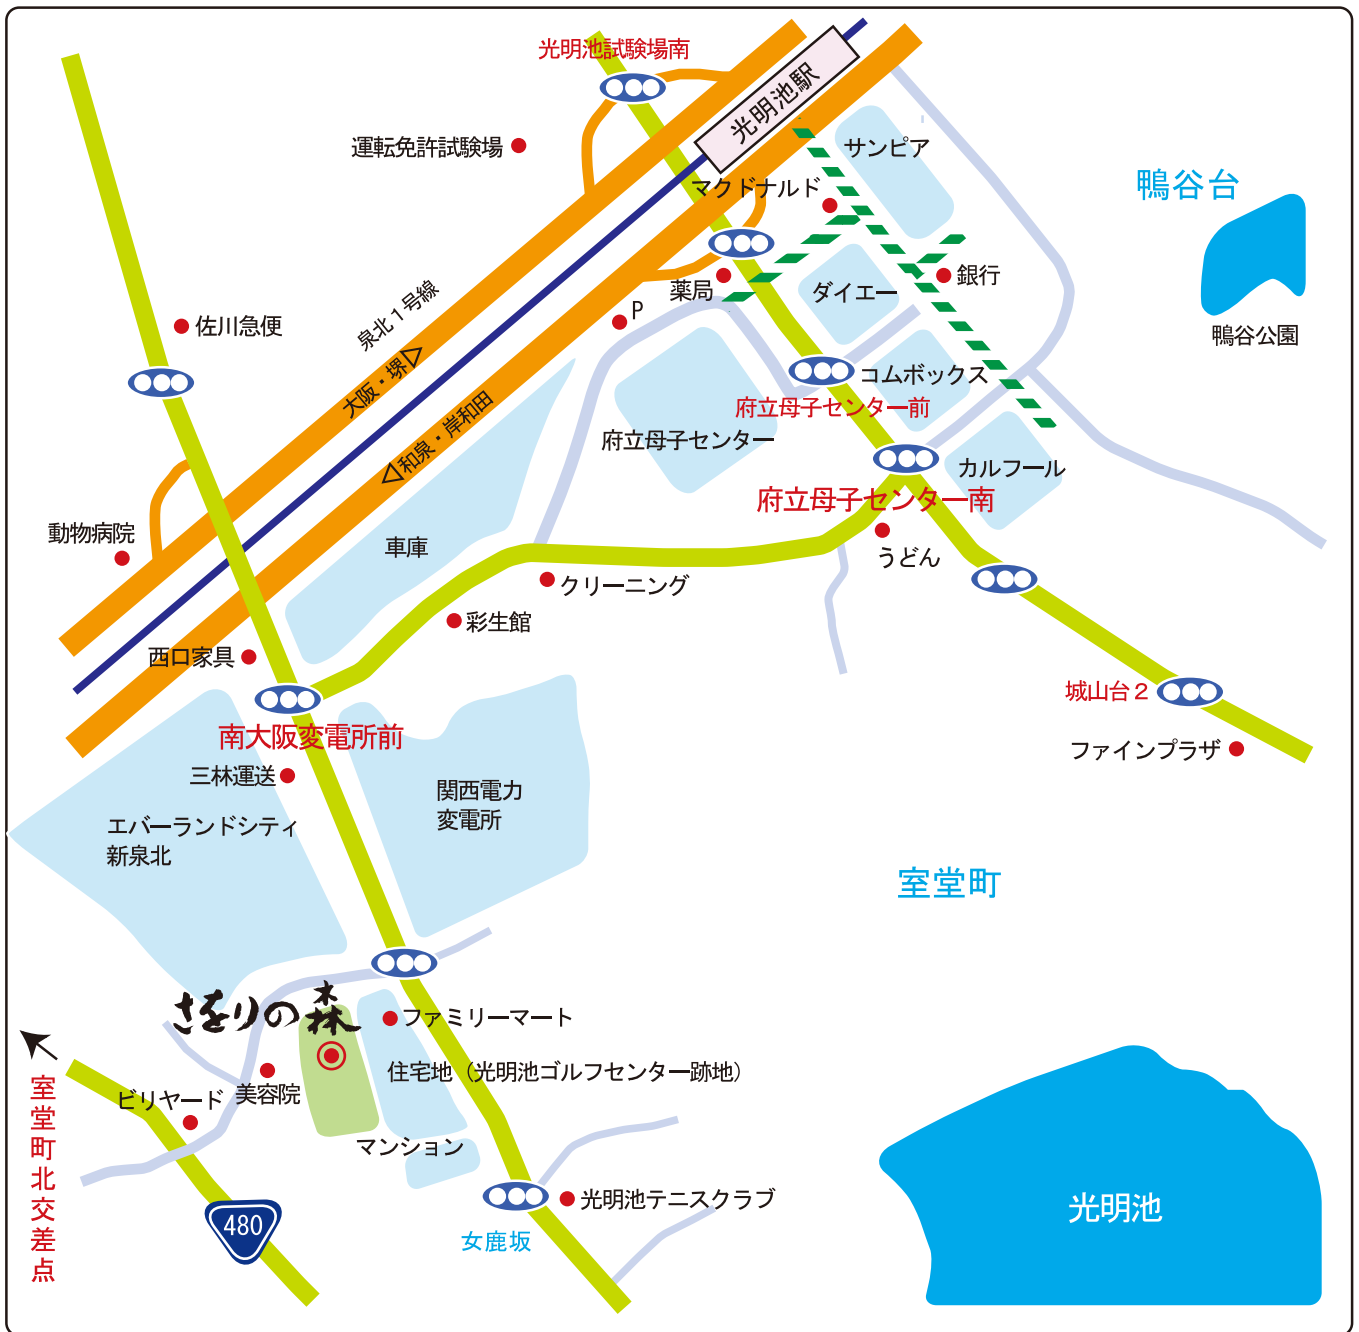 光明池試験場南
光明池駅
運転免許試験場
サンピア
マクドナルド
鴨谷台
薬局
銀行
ダイエー
P
鴨谷公園
泉北1号線
大阪・堺
和泉・岸和田
佐川急便
コムボックス
府立母子センター前
府立母子センター
カルフール
府立母子センター南
動物病院
車庫
うどん
クリーニング
彩生館
西口家具
城山台2
南大阪変電所前
ファインプラザ
三林運送
関西電力
変電所
エバーランドシティ
新泉北
室堂町
さをりの森
ファミリーマート
住宅地（光明池ゴルフセンター跡地）
美容院
ビリヤード
室堂町北交差点
マンション
光明池テニスクラブ
光明池
480
女鹿坂